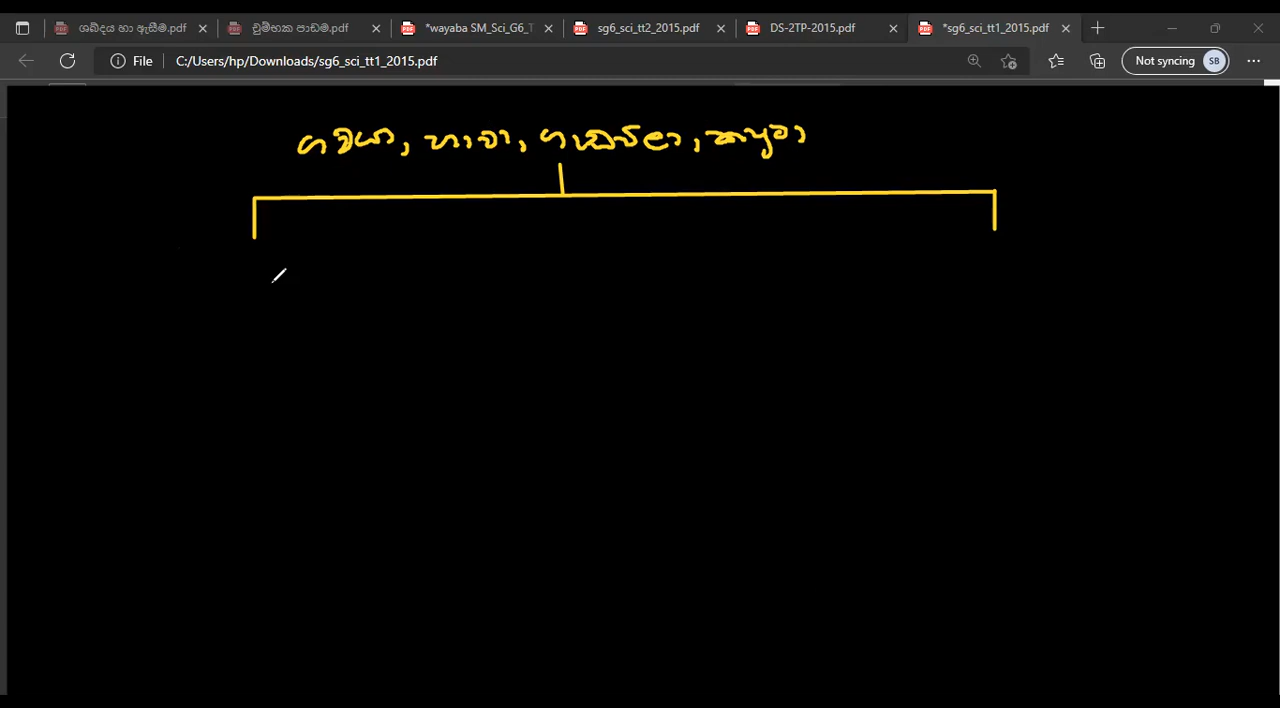 ශබ්දය හා ඇසීම.pdf
චුම්භක පාඩම.pdf
*wayaba SM_Sci_G6_T
sg6_sci_tt2_2015.pdf
DS-2TP-2015.pdf
*sg6_sci_tt1_2015.pdf
File C:/Users/hp/Downloads/sg6_sci_tt1_2015.pdf Not syncing SB
ගවයා, හාවා, ගැඩවිලා, කපුටා